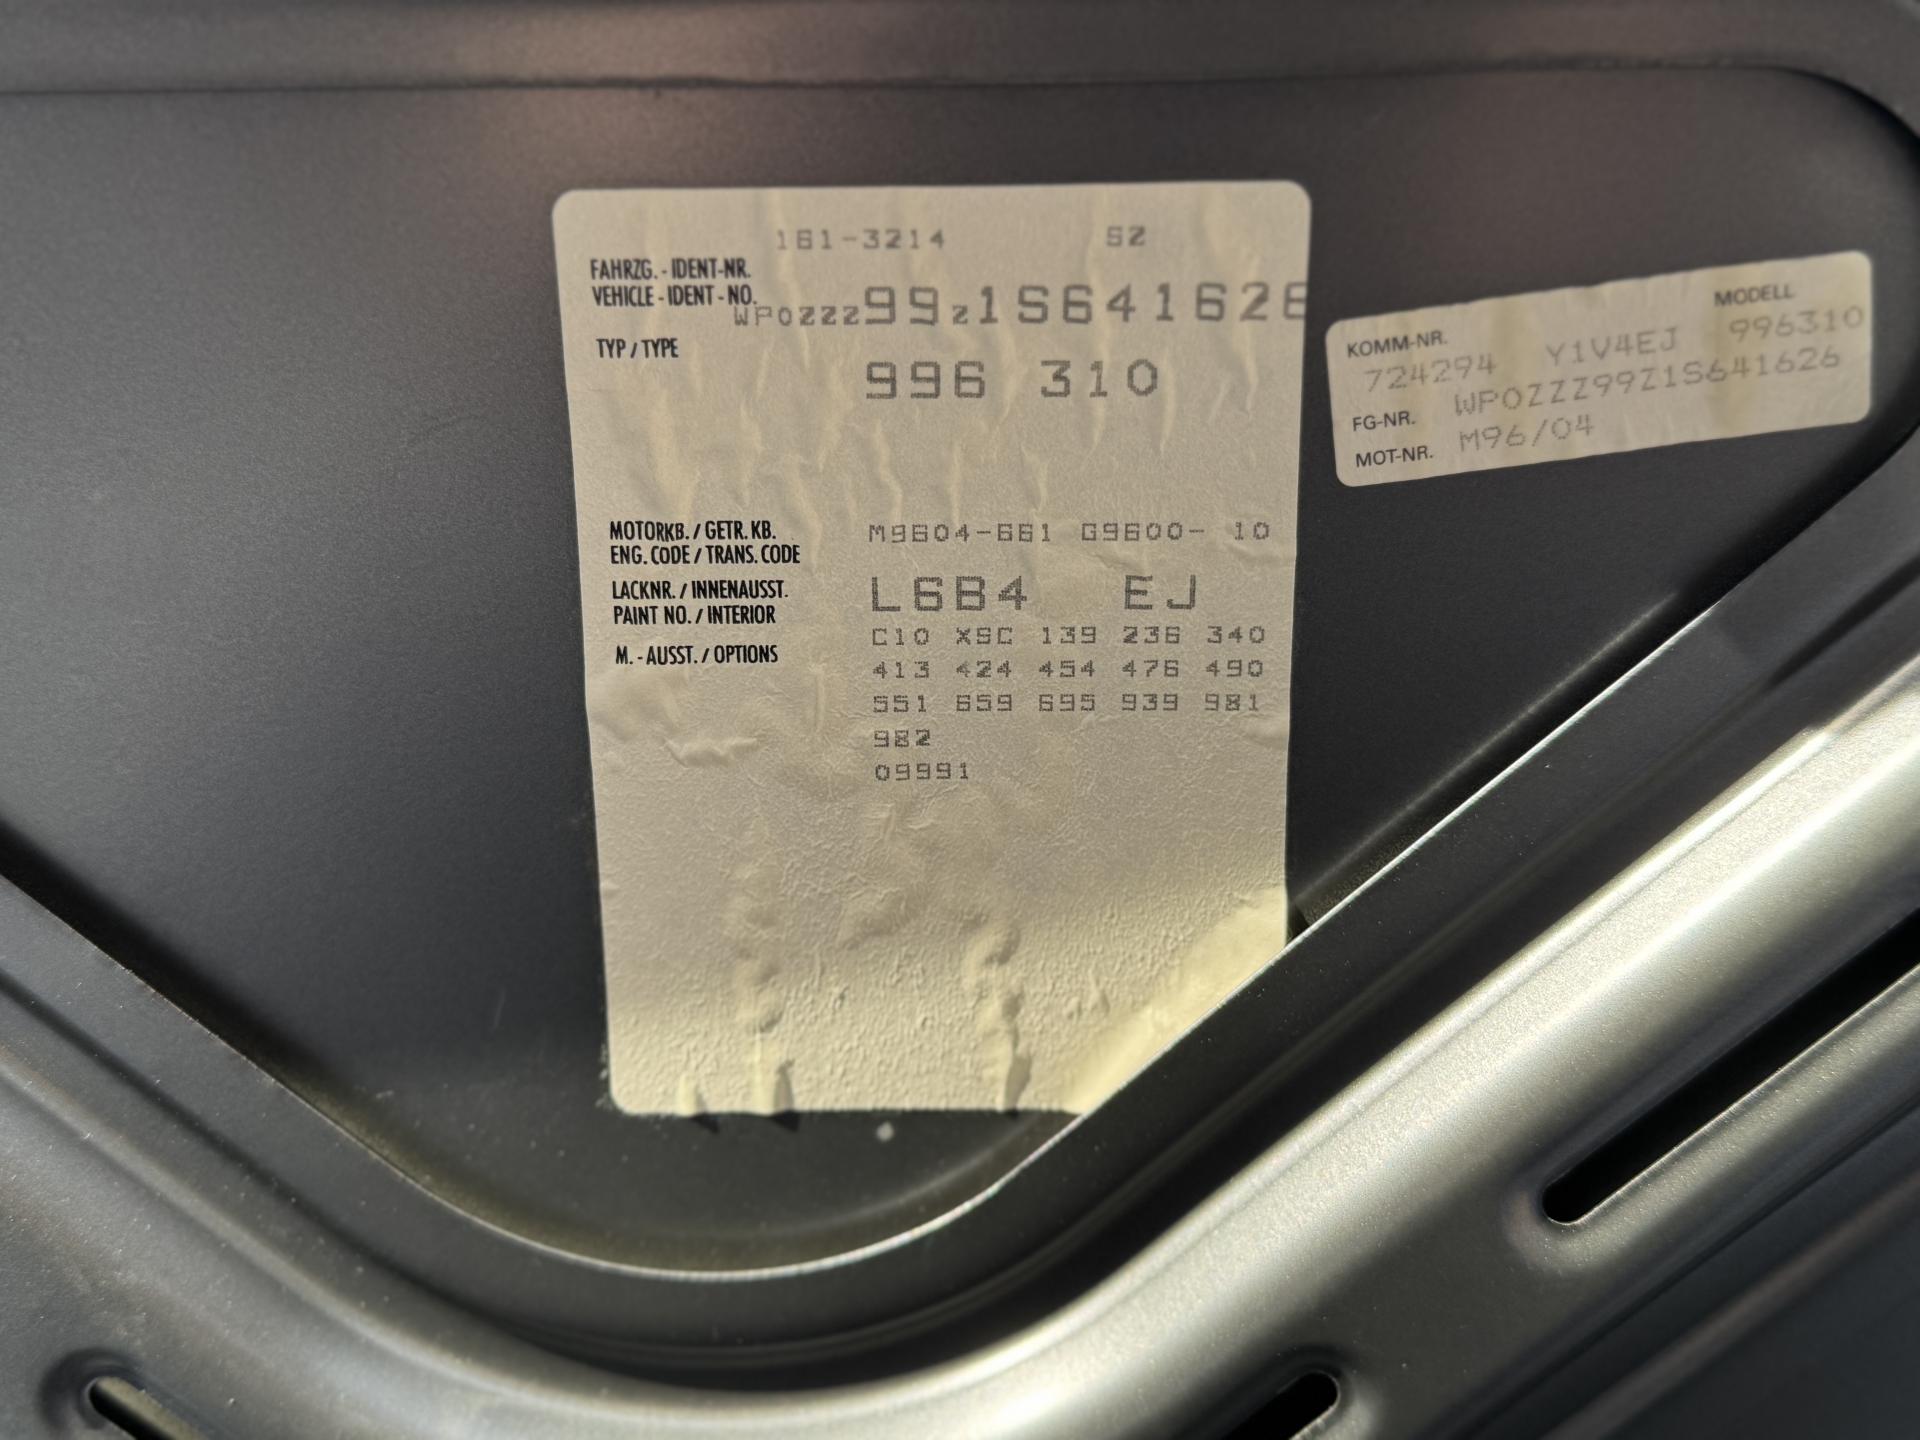 161-3214 SZ
FAHRZG.-IDENT-NR.
VEHICLE-IDENT-NO. WP0ZZZ99Z1S641626
TYP / TYPE 996 310
MOTORKB. / GETR. KB. M9604-661 G9600- 10
ENG. CODE / TRANS. CODE
LACKNR. / INNENAUSST. L6B4 EJ
PAINT NO. / INTERIOR
C10 XSC 139 236 340
M.-AUSST. / OPTIONS 413 424 454 476 490
551 659 695 939 981
982
09991
MODELL
KOMM-NR.
724294 Y1V4EJ 996310
FG-NR. WP0ZZZ99Z1S641626
MOT-NR. M96/04